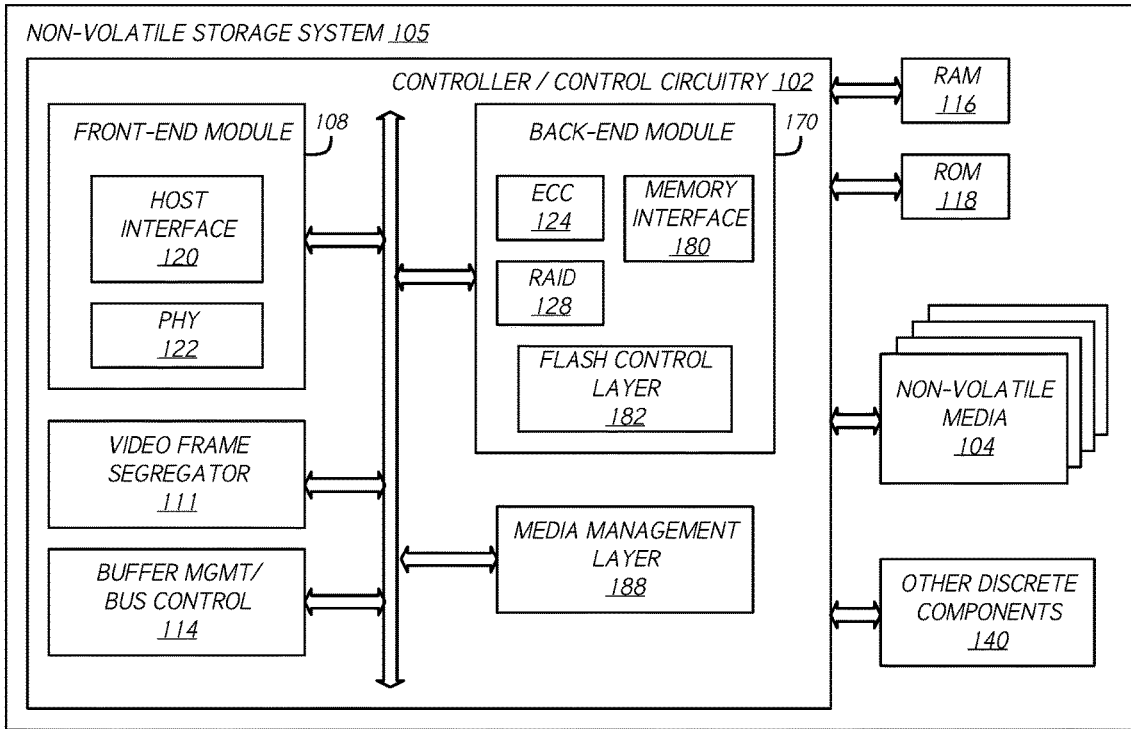 NON-VOLATILE STORAGE SYSTEM 105
CONTROLLER / CONTROL CIRCUITRY 102
FRONT-END MODULE
108
HOST
INTERFACE
120
PHY
122
VIDEO FRAME
SEGREGATOR
111
BUFFER MGMT/
BUS CONTROL
114
BACK-END MODULE
170
ECC
124
MEMORY
INTERFACE
180
RAID
128
FLASH CONTROL
LAYER
182
MEDIA MANAGEMENT
LAYER
188
RAM
116
ROM
118
NON-VOLATILE
MEDIA
104
OTHER DISCRETE
COMPONENTS
140